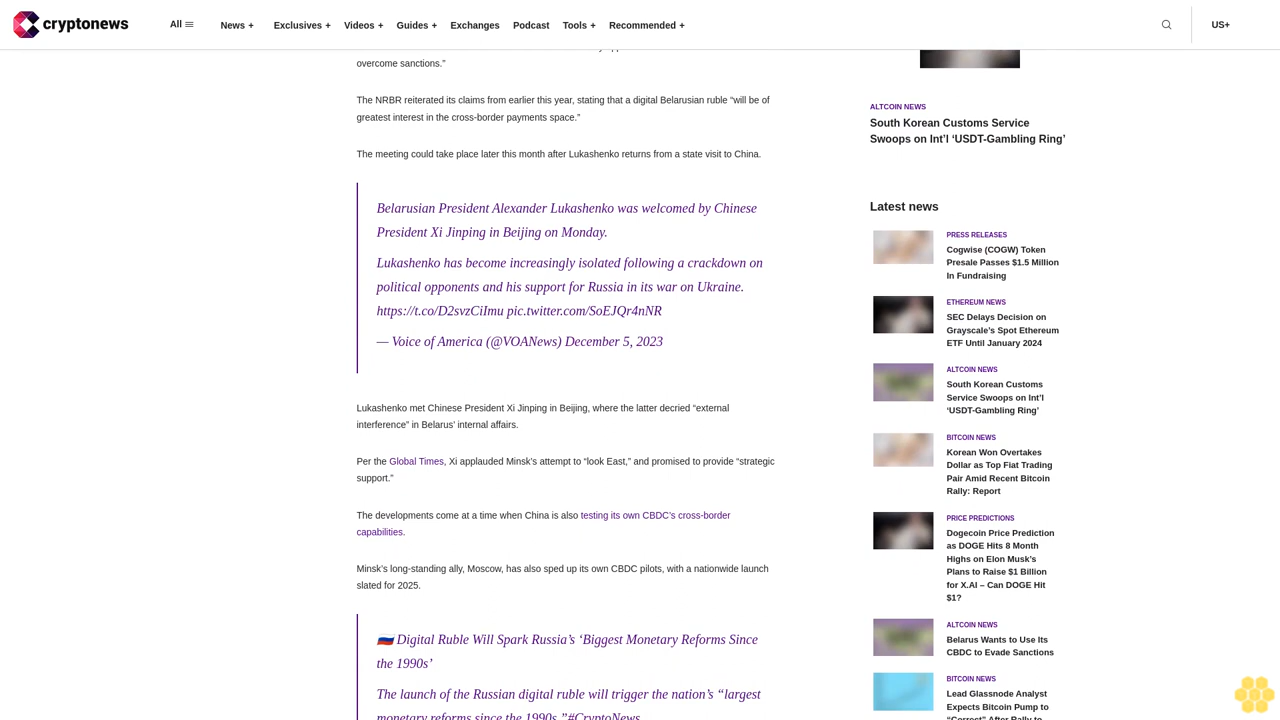 cryptonews
All
News +
Exclusives +
Videos +
Guides +
Exchanges
Podcast
Tools +
Recommended +
US+
overcome sanctions.”
The NRBR reiterated its claims from earlier this year, stating that a digital Belarusian ruble “will be of
greatest interest in the cross-border payments space.”
The meeting could take place later this month after Lukashenko returns from a state visit to China.
Belarusian President Alexander Lukashenko was welcomed by Chinese
President Xi Jinping in Beijing on Monday.
Lukashenko has become increasingly isolated following a crackdown on
political opponents and his support for Russia in its war on Ukraine.
https://t.co/D2svzCiImu pic.twitter.com/SoEJQr4nNR
— Voice of America (@VOANews) December 5, 2023
Lukashenko met Chinese President Xi Jinping in Beijing, where the latter decried “external
interference” in Belarus’ internal affairs.
Per the Global Times, Xi applauded Minsk’s attempt to “look East,” and promised to provide “strategic
support.”
The developments come at a time when China is also testing its own CBDC’s cross-border
capabilities.
Minsk’s long-standing ally, Moscow, has also sped up its own CBDC pilots, with a nationwide launch
slated for 2025.
🇷🇺 Digital Ruble Will Spark Russia’s ‘Biggest Monetary Reforms Since
the 1990s’
The launch of the Russian digital ruble will trigger the nation’s “largest
monetary reforms since the 1990s.”#CryptoNews
ALTCOIN NEWS
South Korean Customs Service
Swoops on Int’l ‘USDT-Gambling Ring’
Latest news
PRESS RELEASES
Cogwise (COGW) Token
Presale Passes $1.5 Million
In Fundraising
ETHEREUM NEWS
SEC Delays Decision on
Grayscale’s Spot Ethereum
ETF Until January 2024
ALTCOIN NEWS
South Korean Customs
Service Swoops on Int’l
‘USDT-Gambling Ring’
BITCOIN NEWS
Korean Won Overtakes
Dollar as Top Fiat Trading
Pair Amid Recent Bitcoin
Rally: Report
PRICE PREDICTIONS
Dogecoin Price Prediction
as DOGE Hits 8 Month
Highs on Elon Musk’s
Plans to Raise $1 Billion
for X.AI – Can DOGE Hit
$1?
ALTCOIN NEWS
Belarus Wants to Use Its
CBDC to Evade Sanctions
BITCOIN NEWS
Lead Glassnode Analyst
Expects Bitcoin Pump to
“Correct” After Rally to